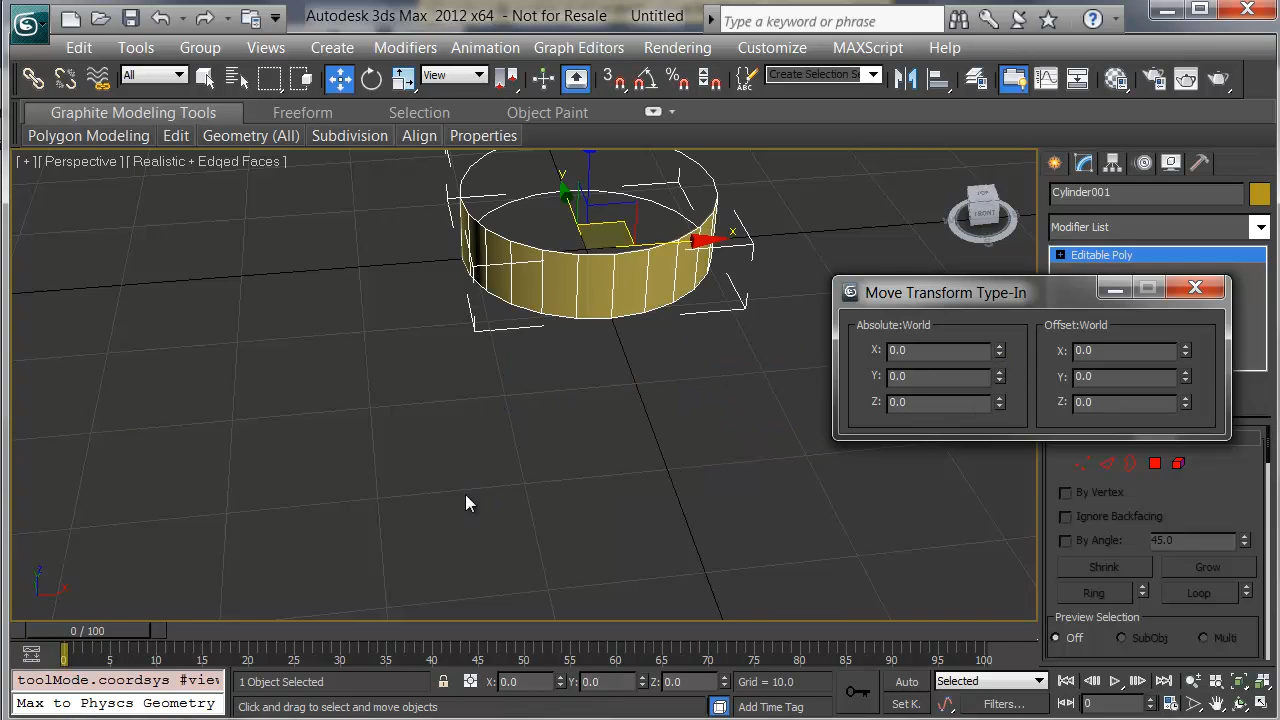 Autodesk 3ds Max 2012 x64 - Not for Resale Untitled
Type a keyword or phrase
Edit Tools Group Views Create Modifiers Animation Graph Editors Rendering Customize MAXScript Help
All View Create Selection Se
Graphite Modeling Tools Freeform Selection Object Paint
Polygon Modeling Edit Geometry (All) Subdivision Align Properties
[ + ][ Perspective ][ Realistic + Edged Faces ]
TOP
FRONT
Cylinder001
Modifier List
Editable Poly
y
x
Move Transform Type-In
Absolute:World Offset:World
X: 0.0 X: 0.0
Y: 0.0 Y: 0.0
Z: 0.0 Z: 0.0
By Vertex
Ignore Backfacing
By Angle: 45.0
Shrink Grow
Ring Loop
Preview Selection
Off SubObj Multi
z
x
0 / 100
0 5 10 15 20 25 30 35 40 45 50 55 60 65 70 75 80 85 90 95 100
toolMode.coordsys #view
Max to Physcs Geometry
1 Object Selected X: 0.0 Y: 0.0 Z: 0.0 Grid = 10.0 Auto Selected
Click and drag to select and move objects Add Time Tag Set K. Filters... 0